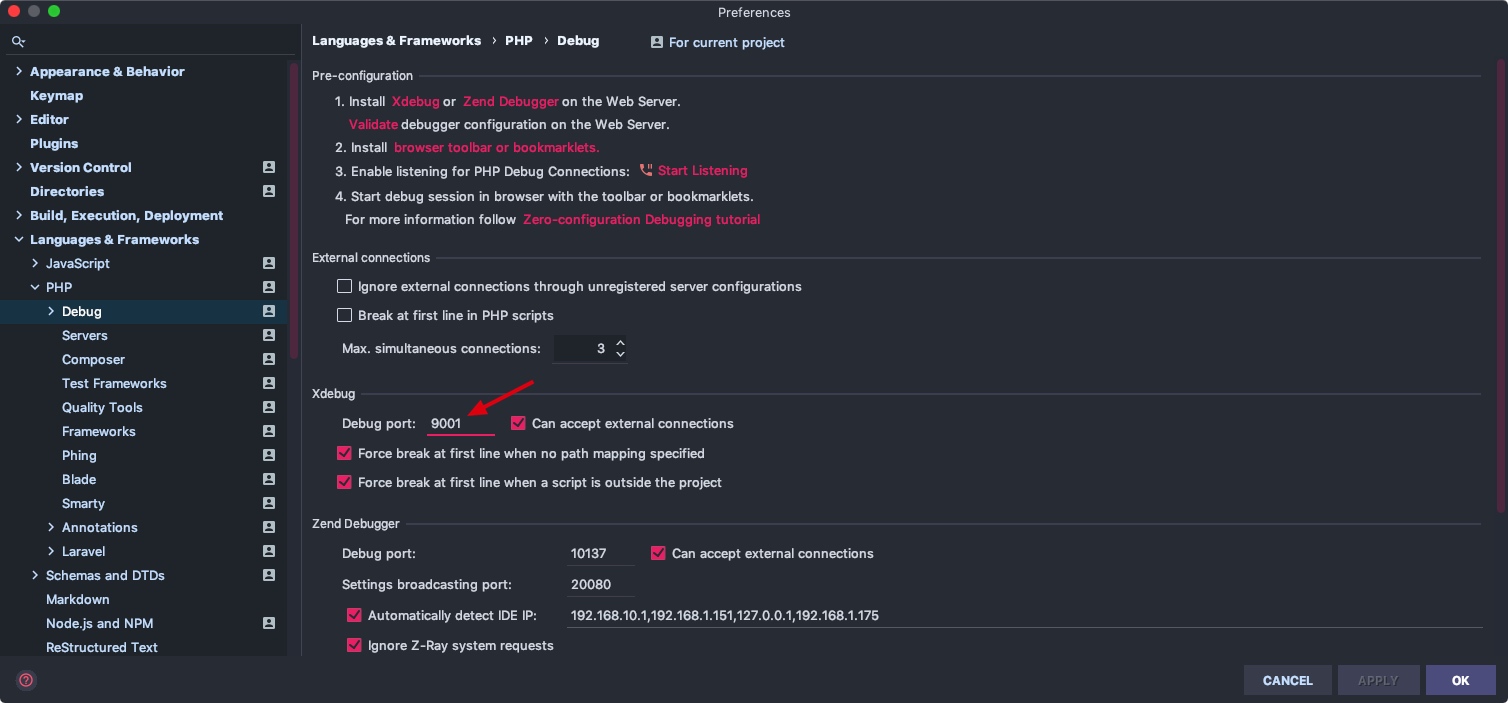 Preferences
Languages & Frameworks › PHP › Debug For current project
Appearance & Behavior
Keymap
Editor
Plugins
Version Control
Directories
Build, Execution, Deployment
Languages & Frameworks
JavaScript
PHP
Debug
Servers
Composer
Test Frameworks
Quality Tools
Frameworks
Phing
Blade
Smarty
Annotations
Laravel
Schemas and DTDs
Markdown
Node.js and NPM
ReStructured Text
Pre-configuration
1. Install Xdebug or Zend Debugger on the Web Server.
Validate debugger configuration on the Web Server.
2. Install browser toolbar or bookmarklets.
3. Enable listening for PHP Debug Connections: Start Listening
4. Start debug session in browser with the toolbar or bookmarklets.
For more information follow Zero-configuration Debugging tutorial
External connections
Ignore external connections through unregistered server configurations
Break at first line in PHP scripts
Max. simultaneous connections: 3
Xdebug
Debug port: 9001 Can accept external connections
Force break at first line when no path mapping specified
Force break at first line when a script is outside the project
Zend Debugger
Debug port: 10137 Can accept external connections
Settings broadcasting port: 20080
Automatically detect IDE IP: 192.168.10.1,192.168.1.151,127.0.0.1,192.168.1.175
Ignore Z-Ray system requests
? CANCEL APPLY OK